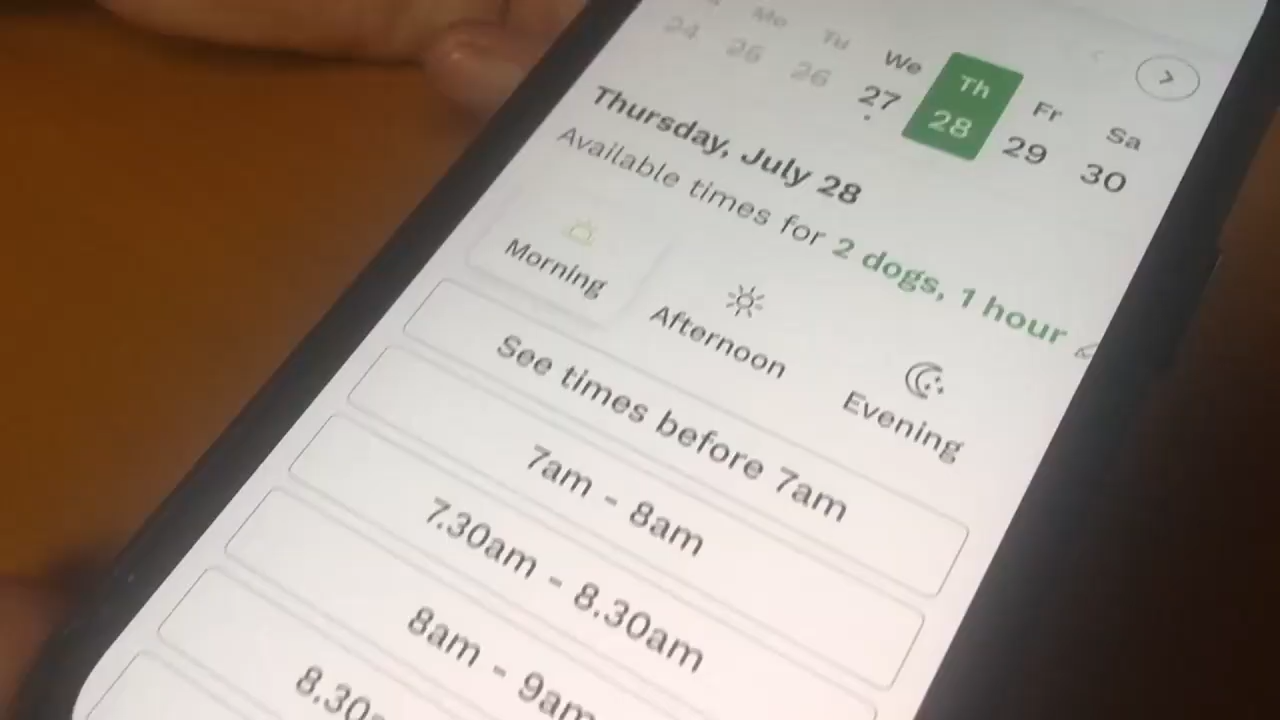 Mo Tu We Th Fr Sa
24 25 26 27 28 29 30
Thursday, July 28
Available times for 2 dogs, 1 hour
Morning
Afternoon
Evening
See times before 7am
7am - 8am
7.30am - 8.30am
8am - 9am
8.30